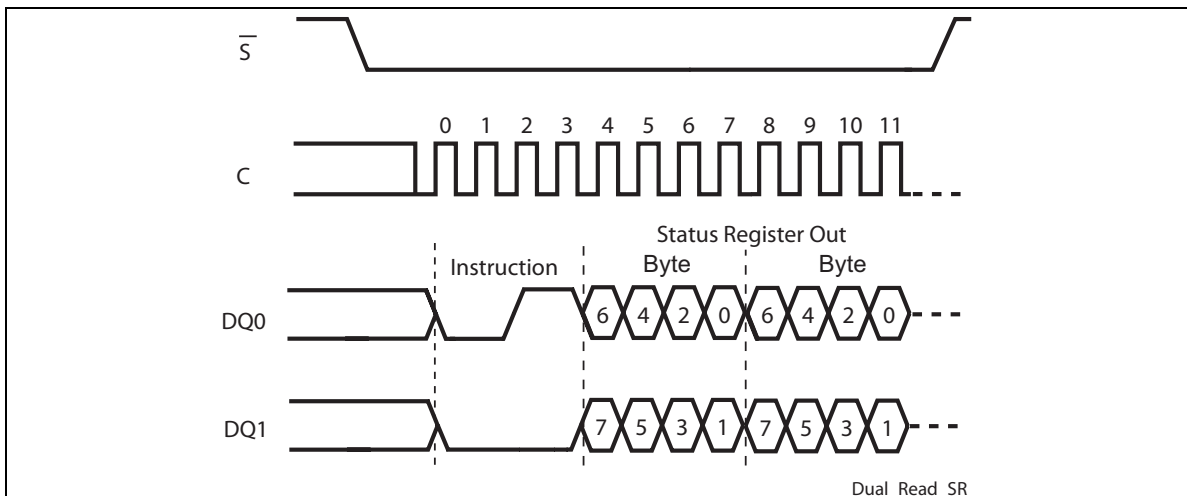 S
0 1 2 3 4 5 6 7 8 9 10 11
C
Status Register Out
Instruction Byte Byte
DQ0 6 4 2 0 6 4 2 0
DQ1 7 5 3 1 7 5 3 1
Dual Read SR